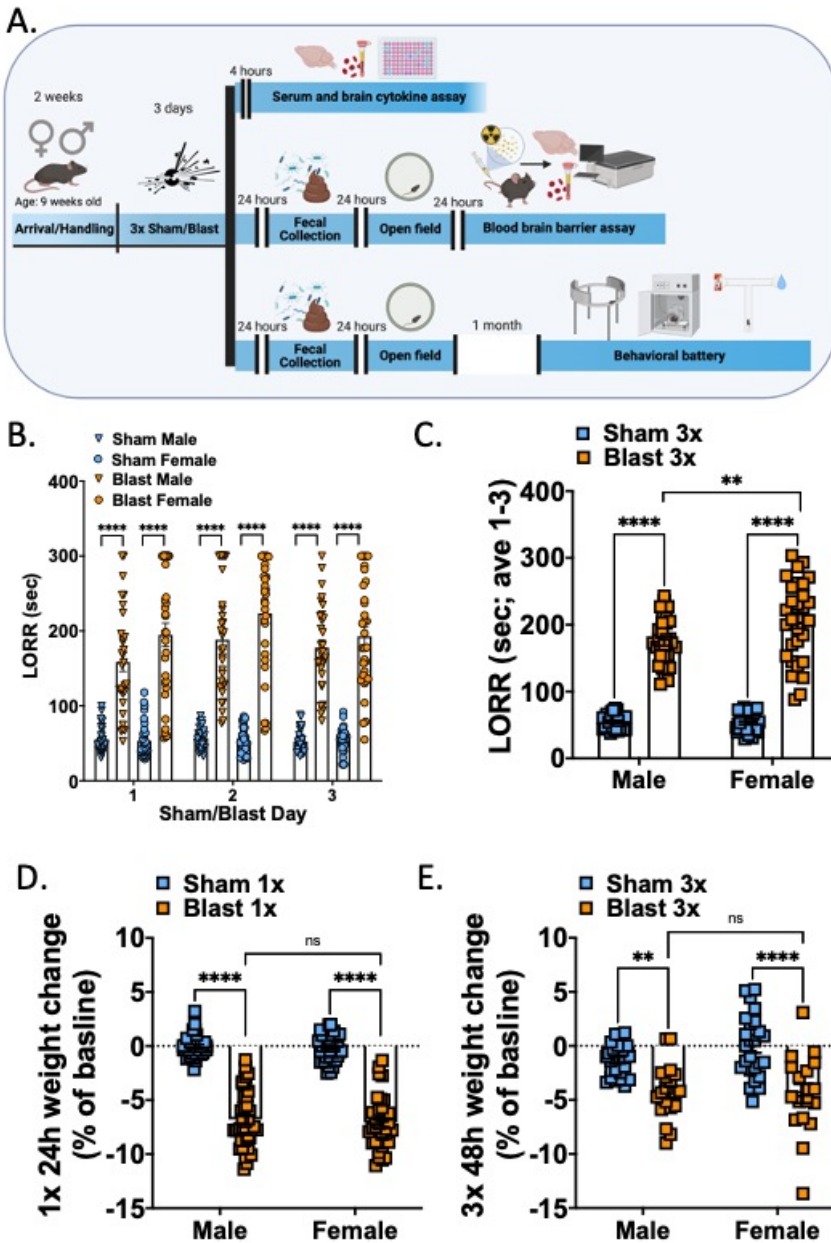 A.
4 hours
Serum and brain cytokine assay
2 weeks
3 days
Age: 9 weeks old
Arrival/Handling
3x Sham/Blast
24 hours
Fecal
Collection
24 hours
Open field
24 hours
Blood brain barrier assay
24 hours
Fecal
Collection
24 hours
Open field
1 month
Behavioral battery
B.
Sham Male
Sham Female
Blast Male
Blast Female
LORR (sec)
400
300
200
100
0
**** **** **** **** **** ****
1 2 3
Sham/Blast Day
C.
Sham 3x
Blast 3x
LORR (sec; ave 1-3)
400
300
200
100
0
**
**** ****
Male Female
D.
Sham 1x
Blast 1x
1x 24h weight change
(% of basline)
10
5
0
-5
-10
-15
ns
**** ****
Male Female
E.
Sham 3x
Blast 3x
3x 48h weight change
(% of basline)
10
5
0
-5
-10
-15
ns
** ****
Male Female